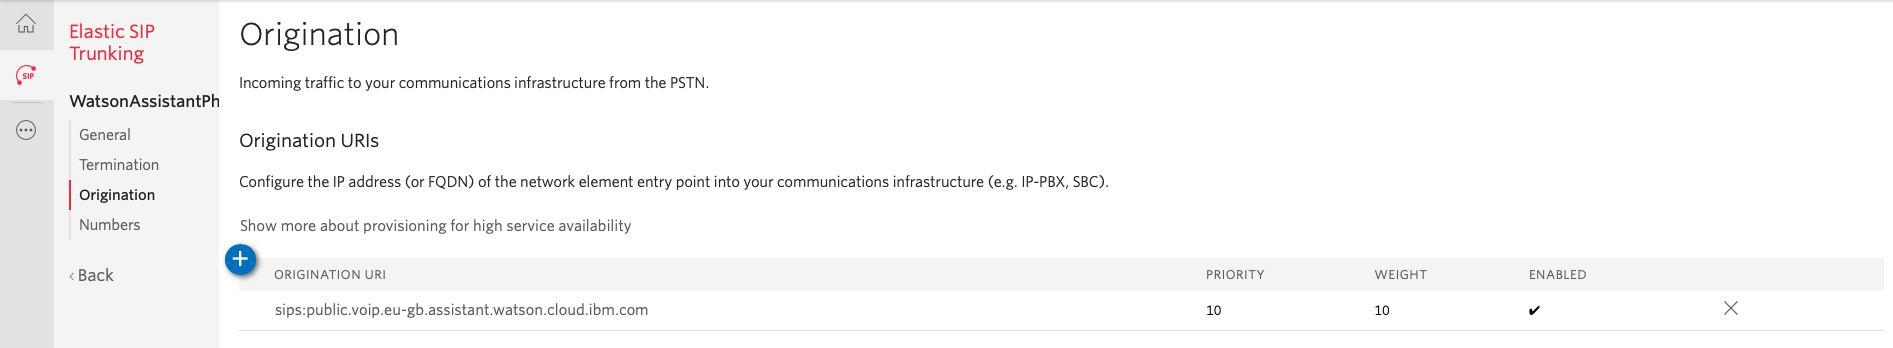 SIP
Elastic SIP
Trunking
WatsonAssistantPh
General
Termination
Origination
Numbers
‹ Back
Origination
Incoming traffic to your communications infrastructure from the PSTN.
Origination URIs
Configure the IP address (or FQDN) of the network element entry point into your communications infrastructure (e.g. IP-PBX, SBC).
Show more about provisioning for high service availability
ORIGINATION URI PRIORITY WEIGHT ENABLED
sips:public.voip.eu-gb.assistant.watson.cloud.ibm.com 10 10 ✔